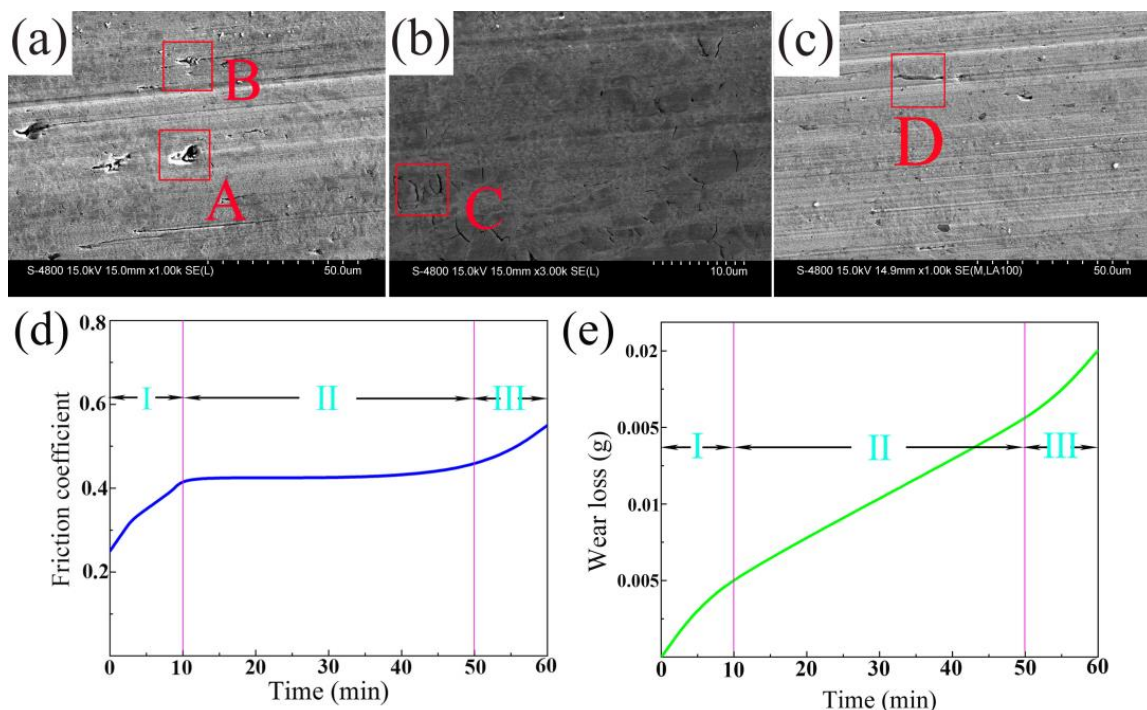 (a)
B
A
S-4800 15.0kV 15.0mm x1.00k SE(L) 50.0um
(b)
C
S-4800 15.0kV 15.0mm x3.00k SE(L) 10.0um
(c)
D
S-4800 15.0kV 14.9mm x1.00k SE(M,LA100) 50.0um
(d)
0.8
0.6
0.4
0.2
Friction coefficient
I II III
0 10 20 30 40 50 60
Time (min)
(e)
0.02
0.005
0.01
0.005
Wear loss (g)
I II III
0 10 20 30 40 50 60
Time (min)